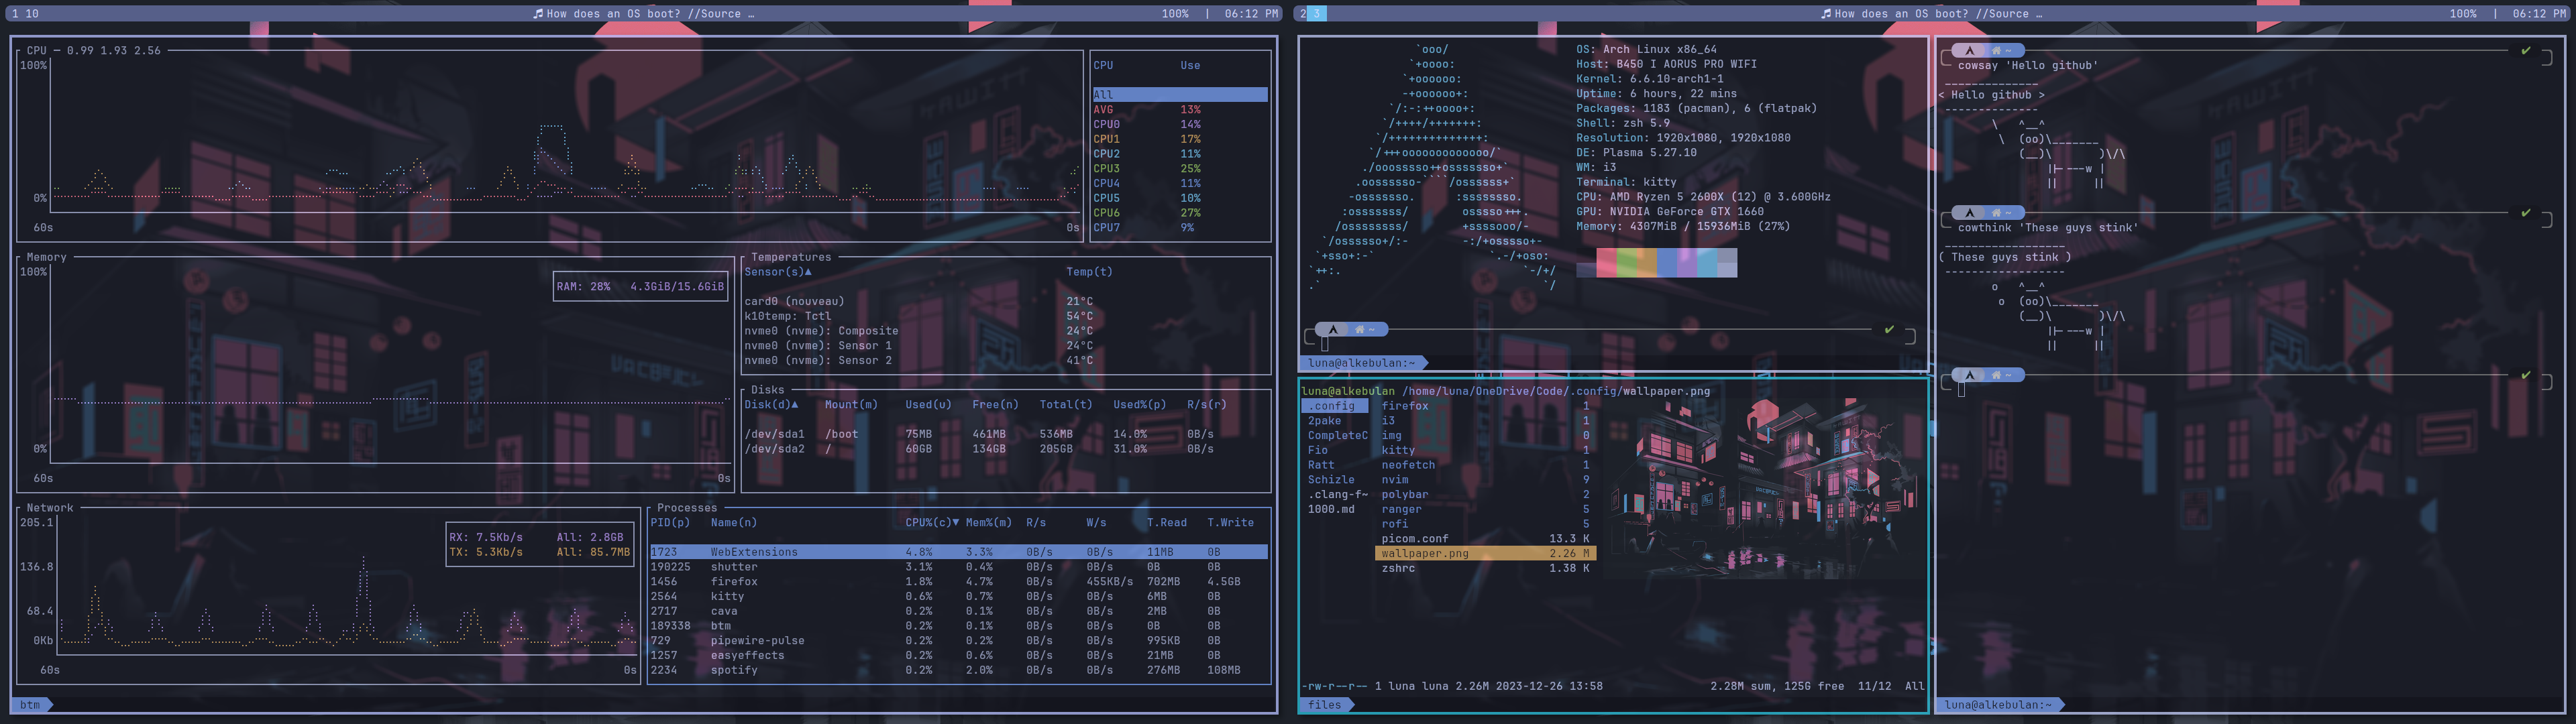 1 10
How does an OS boot? //Source …
100% | 06:12 PM
CPU — 0.99 1.93 2.56
100%
0%
60s 0s
CPU Use
All
AVG 13%
CPU0 14%
CPU1 17%
CPU2 11%
CPU3 25%
CPU4 11%
CPU5 10%
CPU6 27%
CPU7 9%
Memory
100%
RAM: 28% 4.3GiB/15.6GiB
0%
60s 0s
Temperatures
Sensor(s)▲ Temp(t)
card0 (nouveau) 21°C
k10temp: Tctl 54°C
nvme0 (nvme): Composite 24°C
nvme0 (nvme): Sensor 1 24°C
nvme0 (nvme): Sensor 2 41°C
Disks
Disk(d)▲ Mount(m) Used(u) Free(n) Total(t) Used%(p) R/s(r)
/dev/sda1 /boot 75MB 461MB 536MB 14.0% 0B/s
/dev/sda2 / 60GB 134GB 205GB 31.0% 0B/s
Network
205.1
136.8
68.4
0Kb
60s 0s
RX: 7.5Kb/s All: 2.8GB
TX: 5.3Kb/s All: 85.7MB
Processes
PID(p) Name(n) CPU%(c)▼ Mem%(m) R/s W/s T.Read T.Write
1723 WebExtensions 4.8% 3.3% 0B/s 0B/s 11MB 0B
190225 shutter 3.1% 0.4% 0B/s 0B/s 0B 0B
1456 firefox 1.8% 4.7% 0B/s 455KB/s 702MB 4.5GB
2564 kitty 0.6% 0.7% 0B/s 0B/s 6MB 0B
2717 cava 0.2% 0.1% 0B/s 0B/s 2MB 0B
189338 btm 0.2% 0.1% 0B/s 0B/s 0B 0B
729 pipewire-pulse 0.2% 0.2% 0B/s 0B/s 995KB 0B
1257 easyeffects 0.2% 0.6% 0B/s 0B/s 21MB 0B
2234 spotify 0.2% 2.0% 0B/s 0B/s 276MB 108MB
btm
2 3
How does an OS boot? //Source …
100% | 06:12 PM
OS: Arch Linux x86_64
Host: B450 I AORUS PRO WIFI
Kernel: 6.6.10-arch1-1
Uptime: 6 hours, 22 mins
Packages: 1183 (pacman), 6 (flatpak)
Shell: zsh 5.9
Resolution: 1920x1080, 1920x1080
DE: Plasma 5.27.10
WM: i3
Terminal: kitty
CPU: AMD Ryzen 5 2600X (12) @ 3.600GHz
GPU: NVIDIA GeForce GTX 1660
Memory: 4307MiB / 15936MiB (27%)
~ ✔
luna@alkebulan:~
luna@alkebulan /home/luna/OneDrive/Code/.config/wallpaper.png
.config firefox 1
2pake i3 1
CompleteC img 0
Fio kitty 1
Ratt neofetch 1
Schizle nvim 9
.clang-f~ polybar 2
1000.md ranger 5
rofi 5
picom.conf 13.3 K
wallpaper.png 2.26 M
zshrc 1.38 K
-rw-r--r-- 1 luna luna 2.26M 2023-12-26 13:58 2.28M sum, 125G free 11/12 All
files
~ ✔
cowsay 'Hello github'
______________
< Hello github >
--------------
\ ^__^
\ (oo)\_______
(__)\ )\/\
||----w |
|| ||
~ ✔
cowthink 'These guys stink'
__________________
( These guys stink )
------------------
o ^__^
o (oo)\_______
(__)\ )\/\
||----w |
|| ||
~ ✔
luna@alkebulan:~